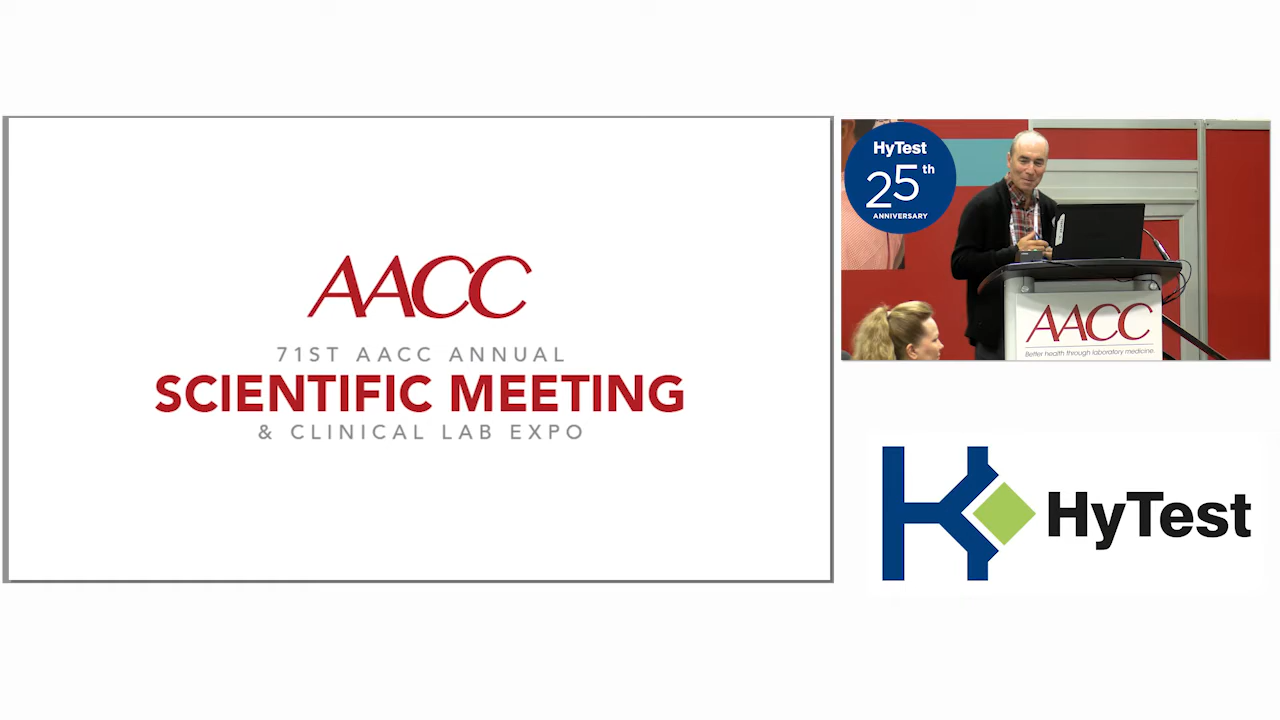 AACC
71ST AACC ANNUAL
SCIENTIFIC MEETING
& CLINICAL LAB EXPO
HyTest
25th
ANNIVERSARY
AACC
Better health through laboratory medicine.
HyTest